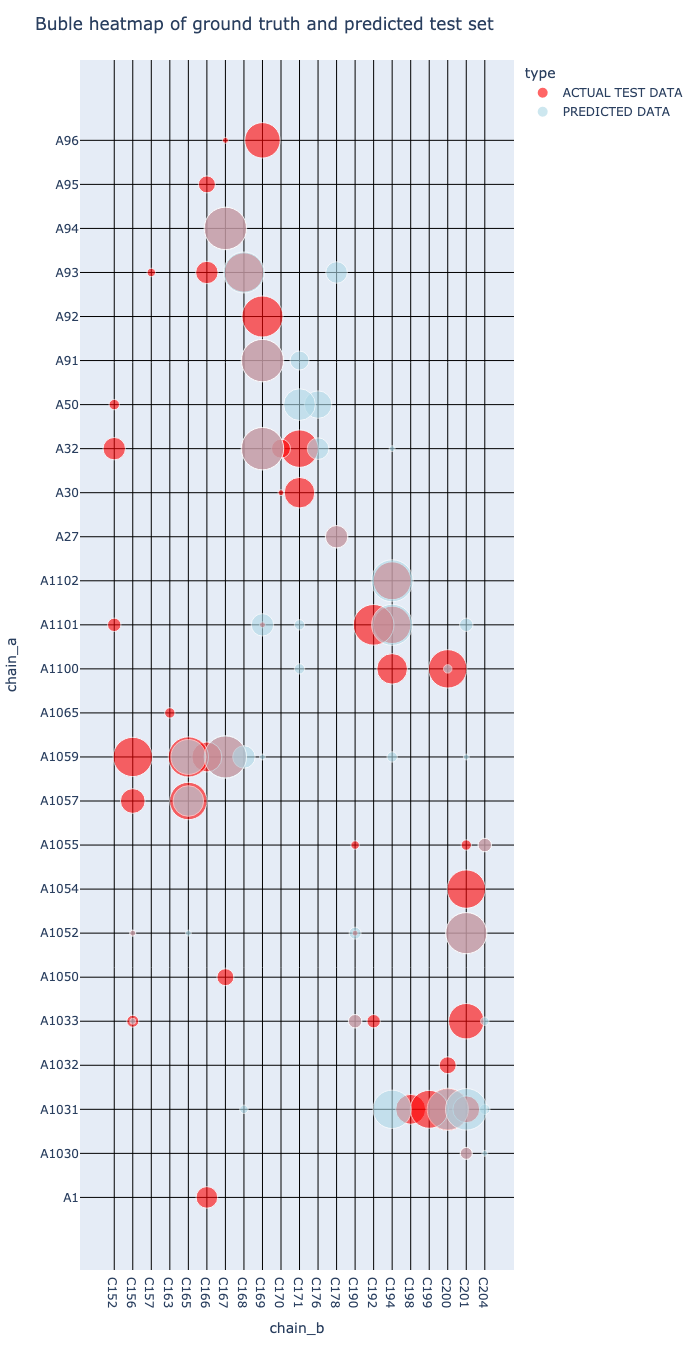 Buble heatmap of ground truth and predicted test set
type
ACTUAL TEST DATA
PREDICTED DATA
A96
A95
A94
A93
A92
A91
A50
A32
A30
A27
A1102
A1101
A1100
A1065
A1059
A1057
A1055
A1054
A1052
A1050
A1033
A1032
A1031
A1030
A1
chain_a
C152
C156
C157
C163
C165
C166
C167
C168
C169
C170
C171
C176
C178
C190
C192
C194
C198
C199
C200
C201
C204
chain_b